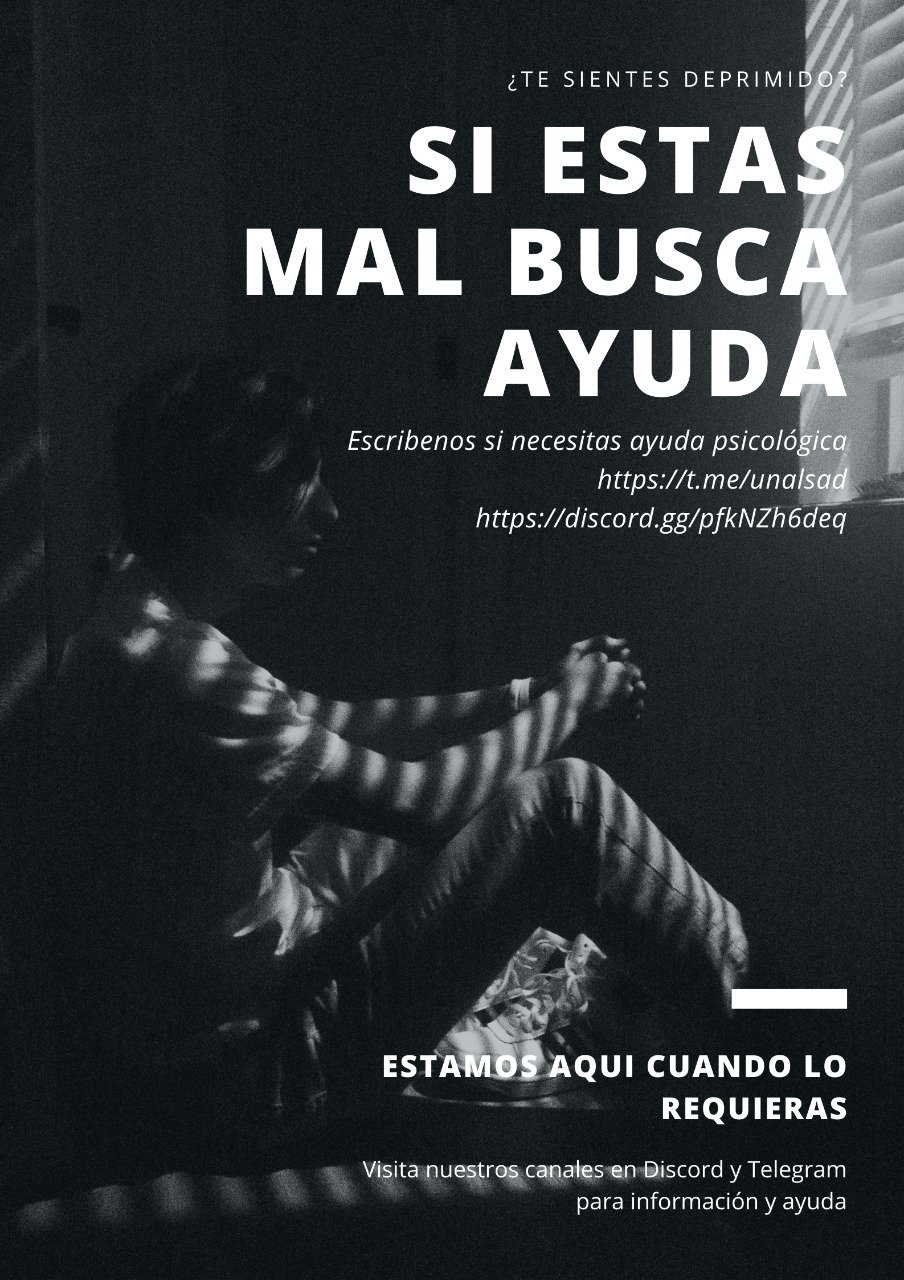 ¿TE SIENTES DEPRIMIDO?
SI ESTAS
MAL BUSCA
AYUDA
Escribenos si necesitas ayuda psicológica
https://t.me/unalsad
https://discord.gg/pfkNZh6deq
ESTAMOS AQUI CUANDO LO
REQUIERAS
Visita nuestros canales en Discord y Telegram
para información y ayuda